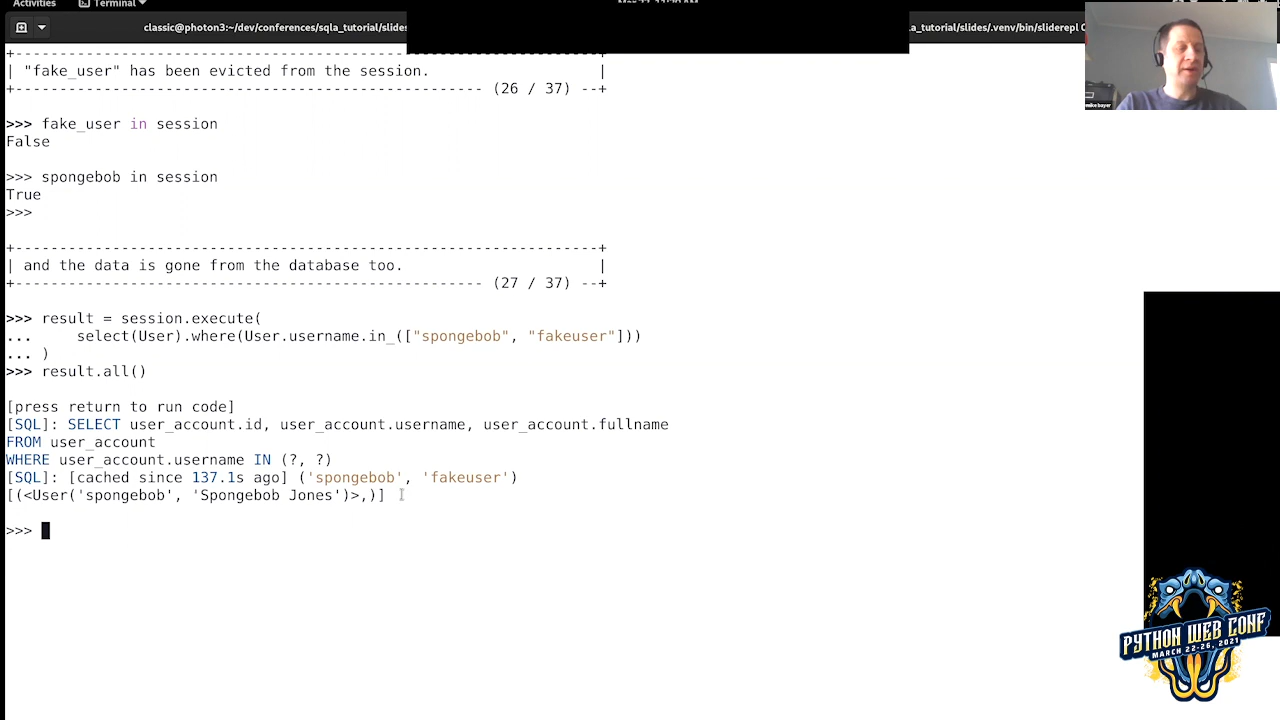 Activities
Terminal
classic@photon3:~/dev/conferences/sqla_tutorial/slides
la_tutorial/slides/.venv/bin/sliderepl
+------------------------------------------------------------------+
| "fake_user" has been evicted from the session. |
+----------------------------------------------------- (26 / 37) --+
>>> fake_user in session
False
>>> spongebob in session
True
>>>
+------------------------------------------------------------------+
| and the data is gone from the database too. |
+----------------------------------------------------- (27 / 37) --+
>>> result = session.execute(
... select(User).where(User.username.in_(["spongebob", "fakeuser"]))
... )
>>> result.all()
[press return to run code]
[SQL]: SELECT user_account.id, user_account.username, user_account.fullname
FROM user_account
WHERE user_account.username IN (?, ?)
[SQL]: [cached since 137.1s ago] ('spongebob', 'fakeuser')
[(<User('spongebob', 'Spongebob Jones')>,)]
>>>
mike bayer
PYTHON WEB CONF
MARCH 22-26, 2021